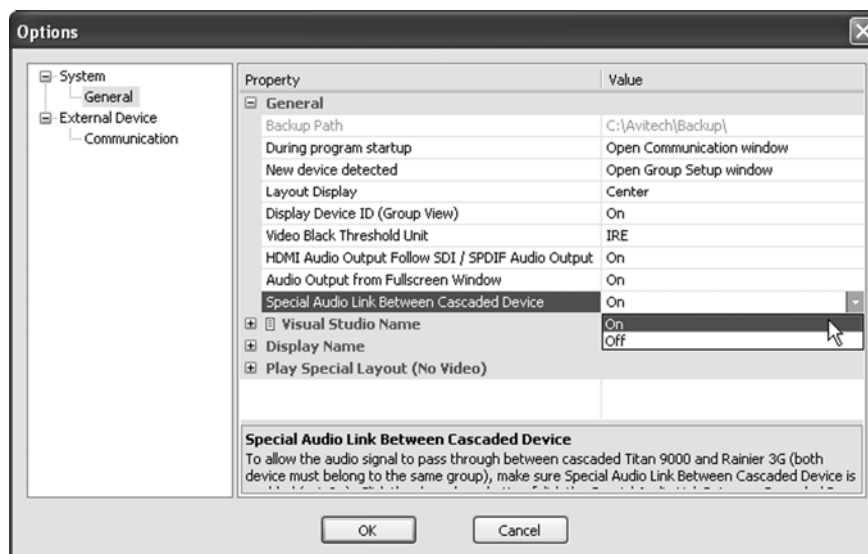 Options
System
General
External Device
Communication
Property Value
General
Backup Path C:\Avitech\Backup\
During program startup Open Communication window
New device detected Open Group Setup window
Layout Display Center
Display Device ID (Group View) On
Video Black Threshold Unit IRE
HDMI Audio Output Follow SDI / SPDIF Audio Output On
Audio Output from Fullscreen Window On
Special Audio Link Between Cascaded Device On
Visual Studio Name On
Display Name Off
Play Special Layout (No Video)
Special Audio Link Between Cascaded Device
To allow the audio signal to pass through between cascaded Titan 9000 and Rainier 3G (both
device must belong to the same group), make sure Special Audio Link Between Cascaded Device is
OK Cancel